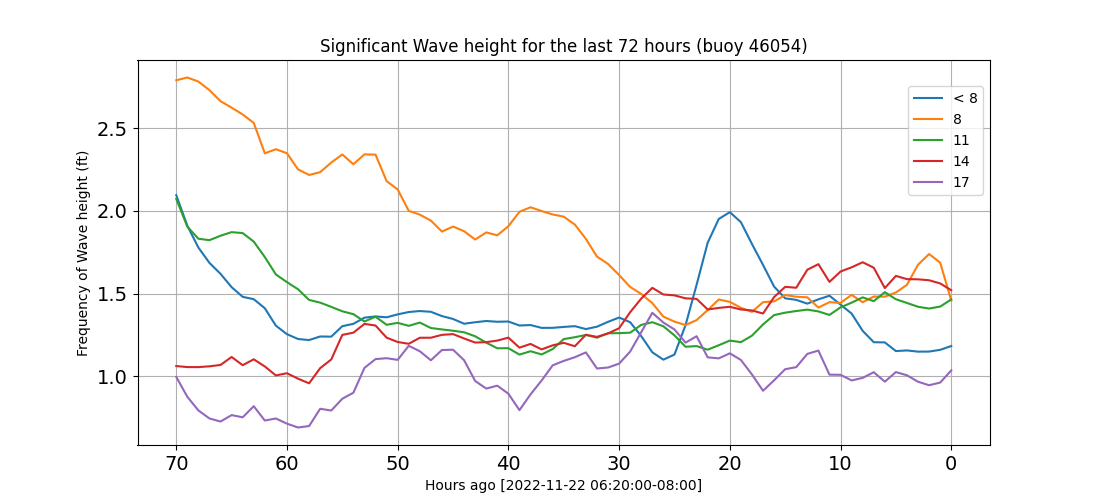 Significant Wave height for the last 72 hours (buoy 46054)
< 8
8
11
14
17
Frequency of Wave height (ft)
2.5
2.0
1.5
1.0
70 60 50 40 30 20 10 0
Hours ago [2022-11-22 06:20:00-08:00]